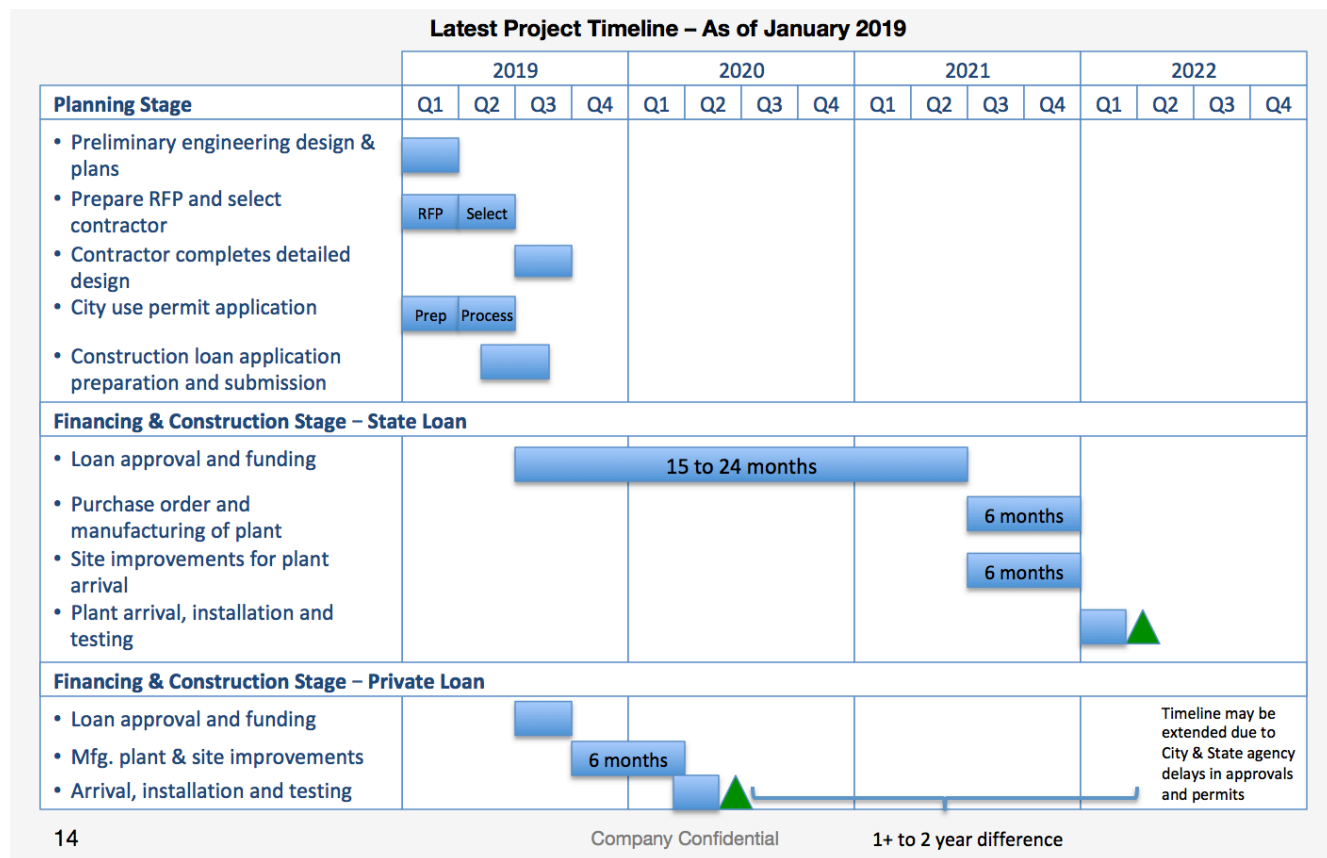 Latest Project Timeline – As of January 2019
2019 2020 2021 2022
Planning Stage Q1 Q2 Q3 Q4 Q1 Q2 Q3 Q4 Q1 Q2 Q3 Q4 Q1 Q2 Q3 Q4
• Preliminary engineering design &
plans
• Prepare RFP and select
contractor
RFP Select
• Contractor completes detailed
design
• City use permit application
Prep Process
• Construction loan application
preparation and submission
Financing & Construction Stage – State Loan
• Loan approval and funding
15 to 24 months
• Purchase order and
manufacturing of plant
6 months
• Site improvements for plant
arrival
6 months
• Plant arrival, installation and
testing
Financing & Construction Stage – Private Loan
• Loan approval and funding
• Mfg. plant & site improvements
6 months
• Arrival, installation and testing
Timeline may be
extended due to
City & State agency
delays in approvals
and permits
14
Company Confidential
1+ to 2 year difference